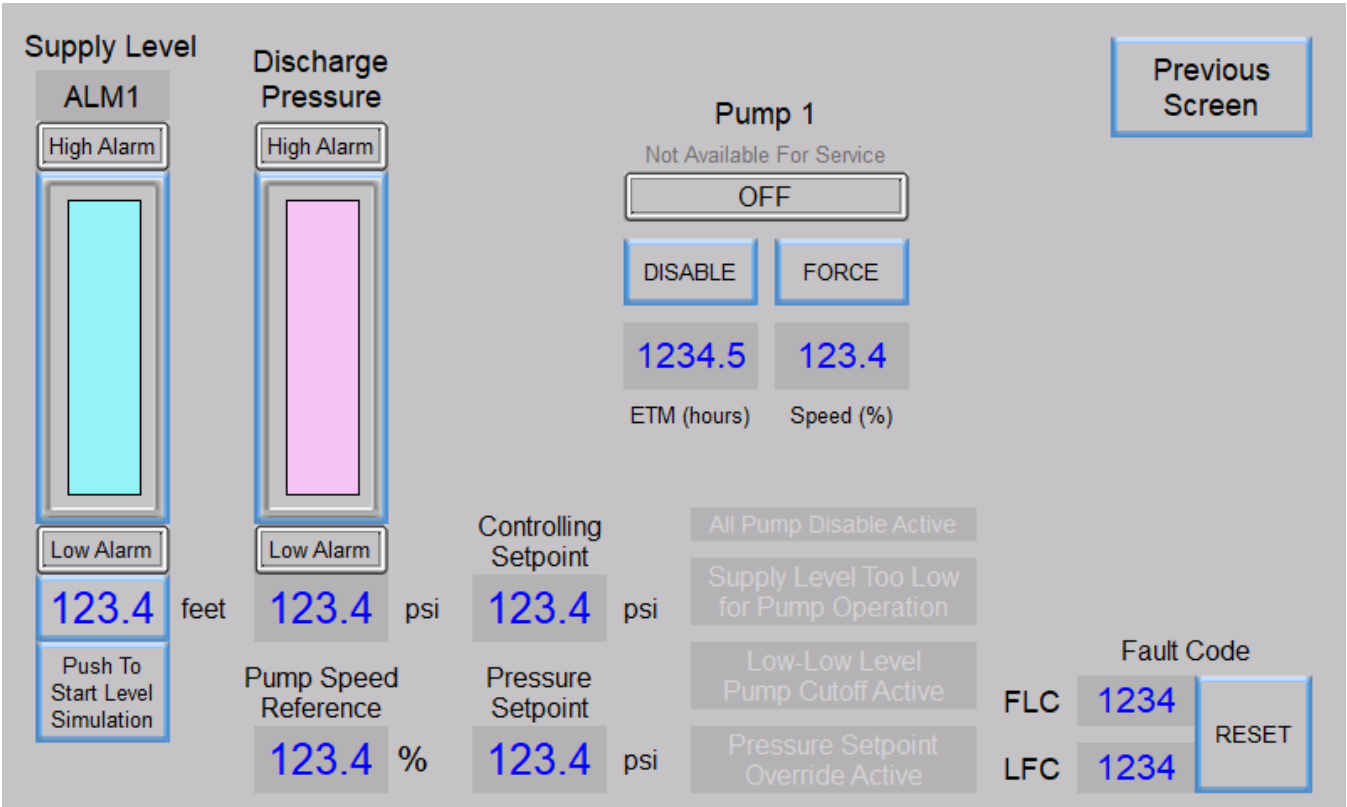 Supply Level
ALM1
High Alarm
Low Alarm
123.4 feet
Push To
Start Level
Simulation
Discharge
Pressure
High Alarm
Low Alarm
123.4 psi
Pump Speed
Reference
123.4 %
Controlling
Setpoint
123.4 psi
Pressure
Setpoint
123.4 psi
Pump 1
Not Available For Service
OFF
DISABLE FORCE
1234.5 123.4
ETM (hours) Speed (%)
All Pump Disable Active
Supply Level Too Low
for Pump Operation
Low-Low Level
Pump Cutoff Active
Pressure Setpoint
Override Active
Previous
Screen
Fault Code
FLC 1234
LFC 1234
RESET